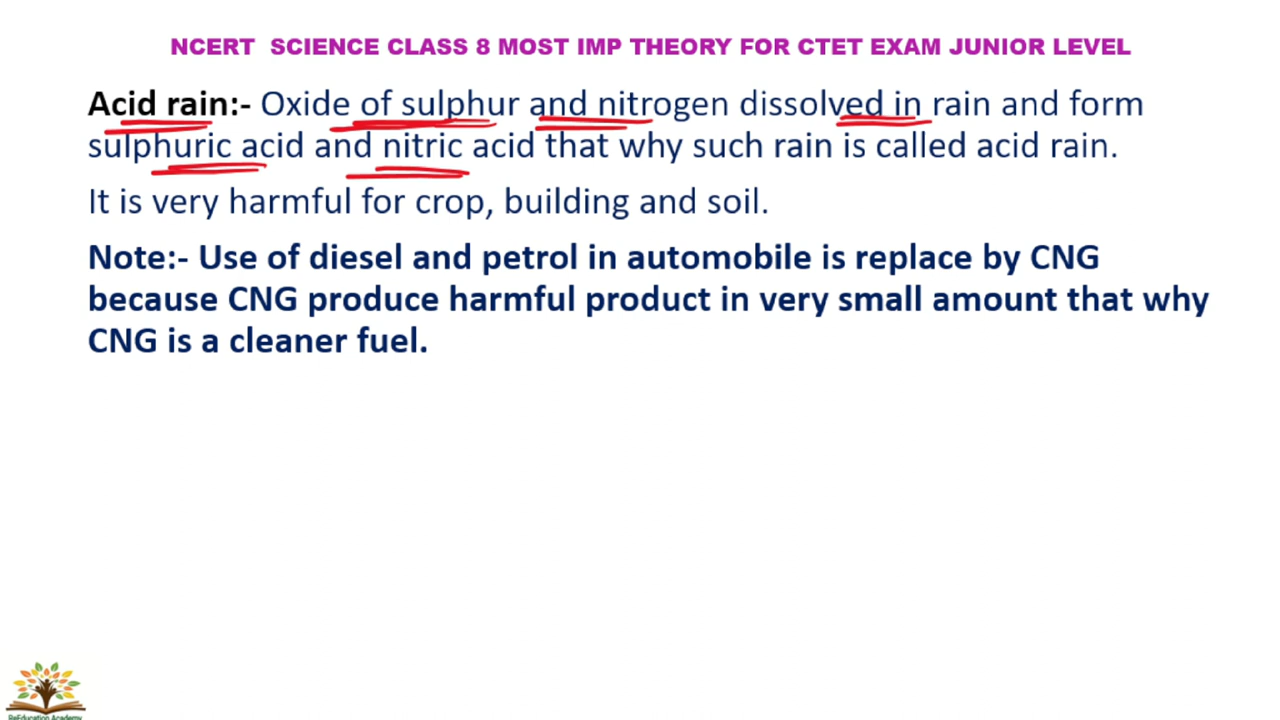 NCERT SCIENCE CLASS 8 MOST IMP THEORY FOR CTET EXAM JUNIOR LEVEL
Acid rain:- Oxide of sulphur and nitrogen dissolved in rain and form
sulphuric acid and nitric acid that why such rain is called acid rain.
It is very harmful for crop, building and soil.
Note:- Use of diesel and petrol in automobile is replace by CNG
because CNG produce harmful product in very small amount that why
CNG is a cleaner fuel.
ReEducation Academy